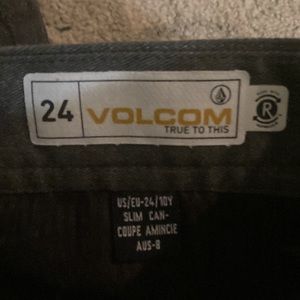 24
VOLCOM
TRUE TO THIS
R
US/EU-24/10Y
SLIM CAN-
COUPE AMINCIE
AUS-8